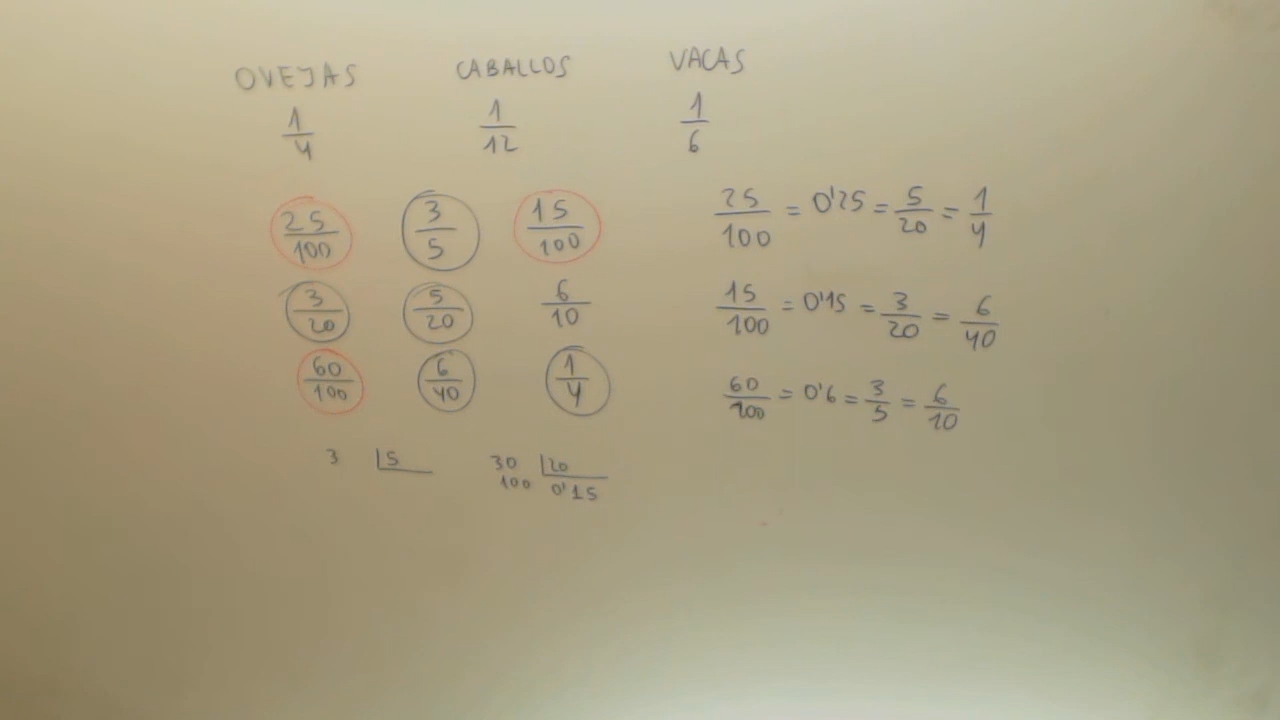 OVEJAS CABALLOS VACAS
1/4 1/12 1/6
25/100 3/5 15/100
3/20 5/20 6/10
60/100 6/40 1/4
25/100 = 0'25 = 5/20 = 1/4
15/100 = 0'15 = 3/20 = 6/40
60/100 = 0'6 = 3/5 = 6/10
3 |5
30 |20
100 0'15